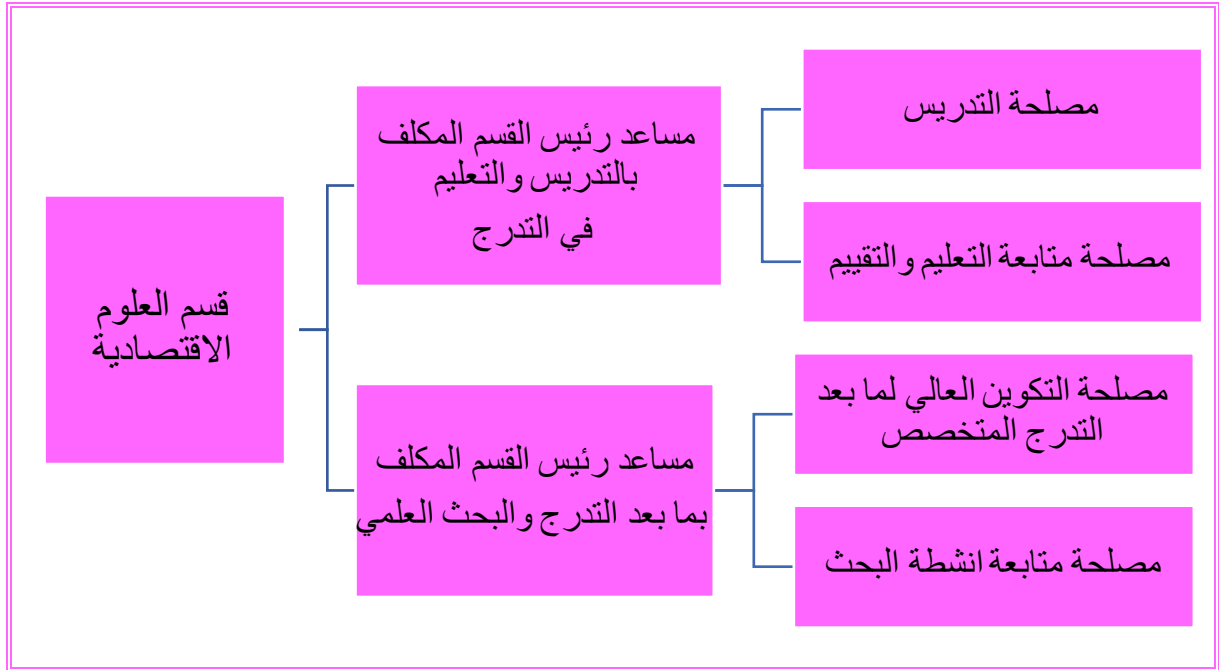 قسم العلوم
الاقتصادية
مساعد رئيس القسم المكلف
بالتدريس والتعليم
في التدرج
مصلحة التدريس
مصلحة متابعة التعليم والتقييم
مساعد رئيس القسم المكلف
بما بعد التدرج والبحث العلمي
مصلحة التكوين العالي لما بعد
التدرج المتخصص
مصلحة متابعة انشطة البحث